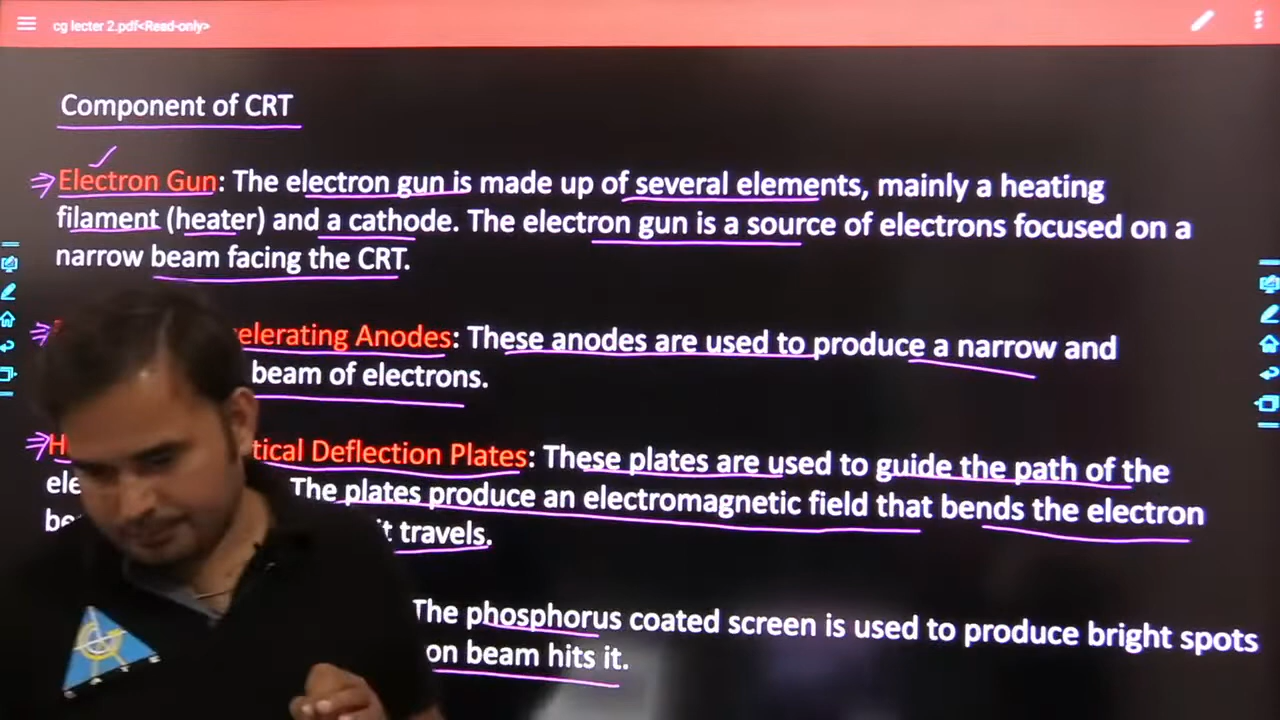 cg lecter 2.pdf<Read-only>
Component of CRT
Electron Gun: The electron gun is made up of several elements, mainly a heating
filament (heater) and a cathode. The electron gun is a source of electrons focused on a
narrow beam facing the CRT.
elerating Anodes: These anodes are used to produce a narrow and
beam of electrons.
tical Deflection Plates: These plates are used to guide the path of the
The plates produce an electromagnetic field that bends the electron
it travels.
The phosphorus coated screen is used to produce bright spots
on beam hits it.